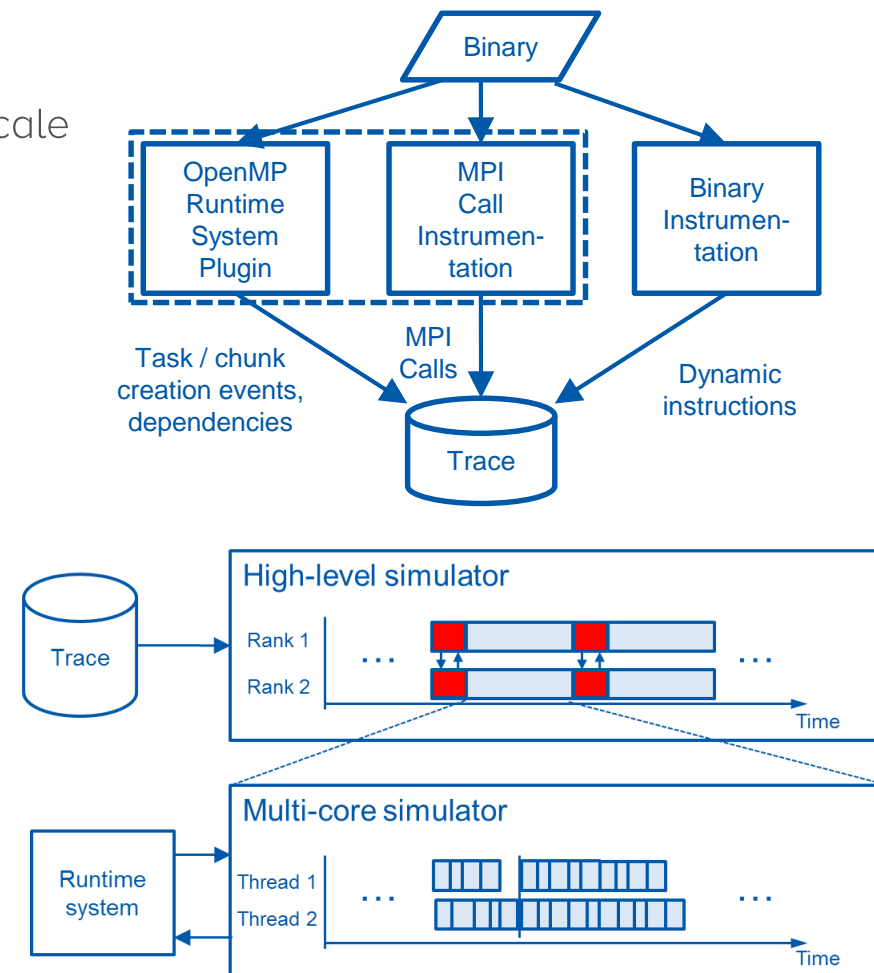 Binary
cale
OpenMP
Runtime
System
Plugin
MPI
Call
Instrumen-
tation
Binary
Instrumen-
tation
Task / chunk
creation events,
dependencies
MPI
Calls
Dynamic
instructions
Trace
High-level simulator
Trace
Rank 1
...
...
Rank 2
Time
Multi-core simulator
Runtime
system
Thread 1
...
...
Thread 2
Time